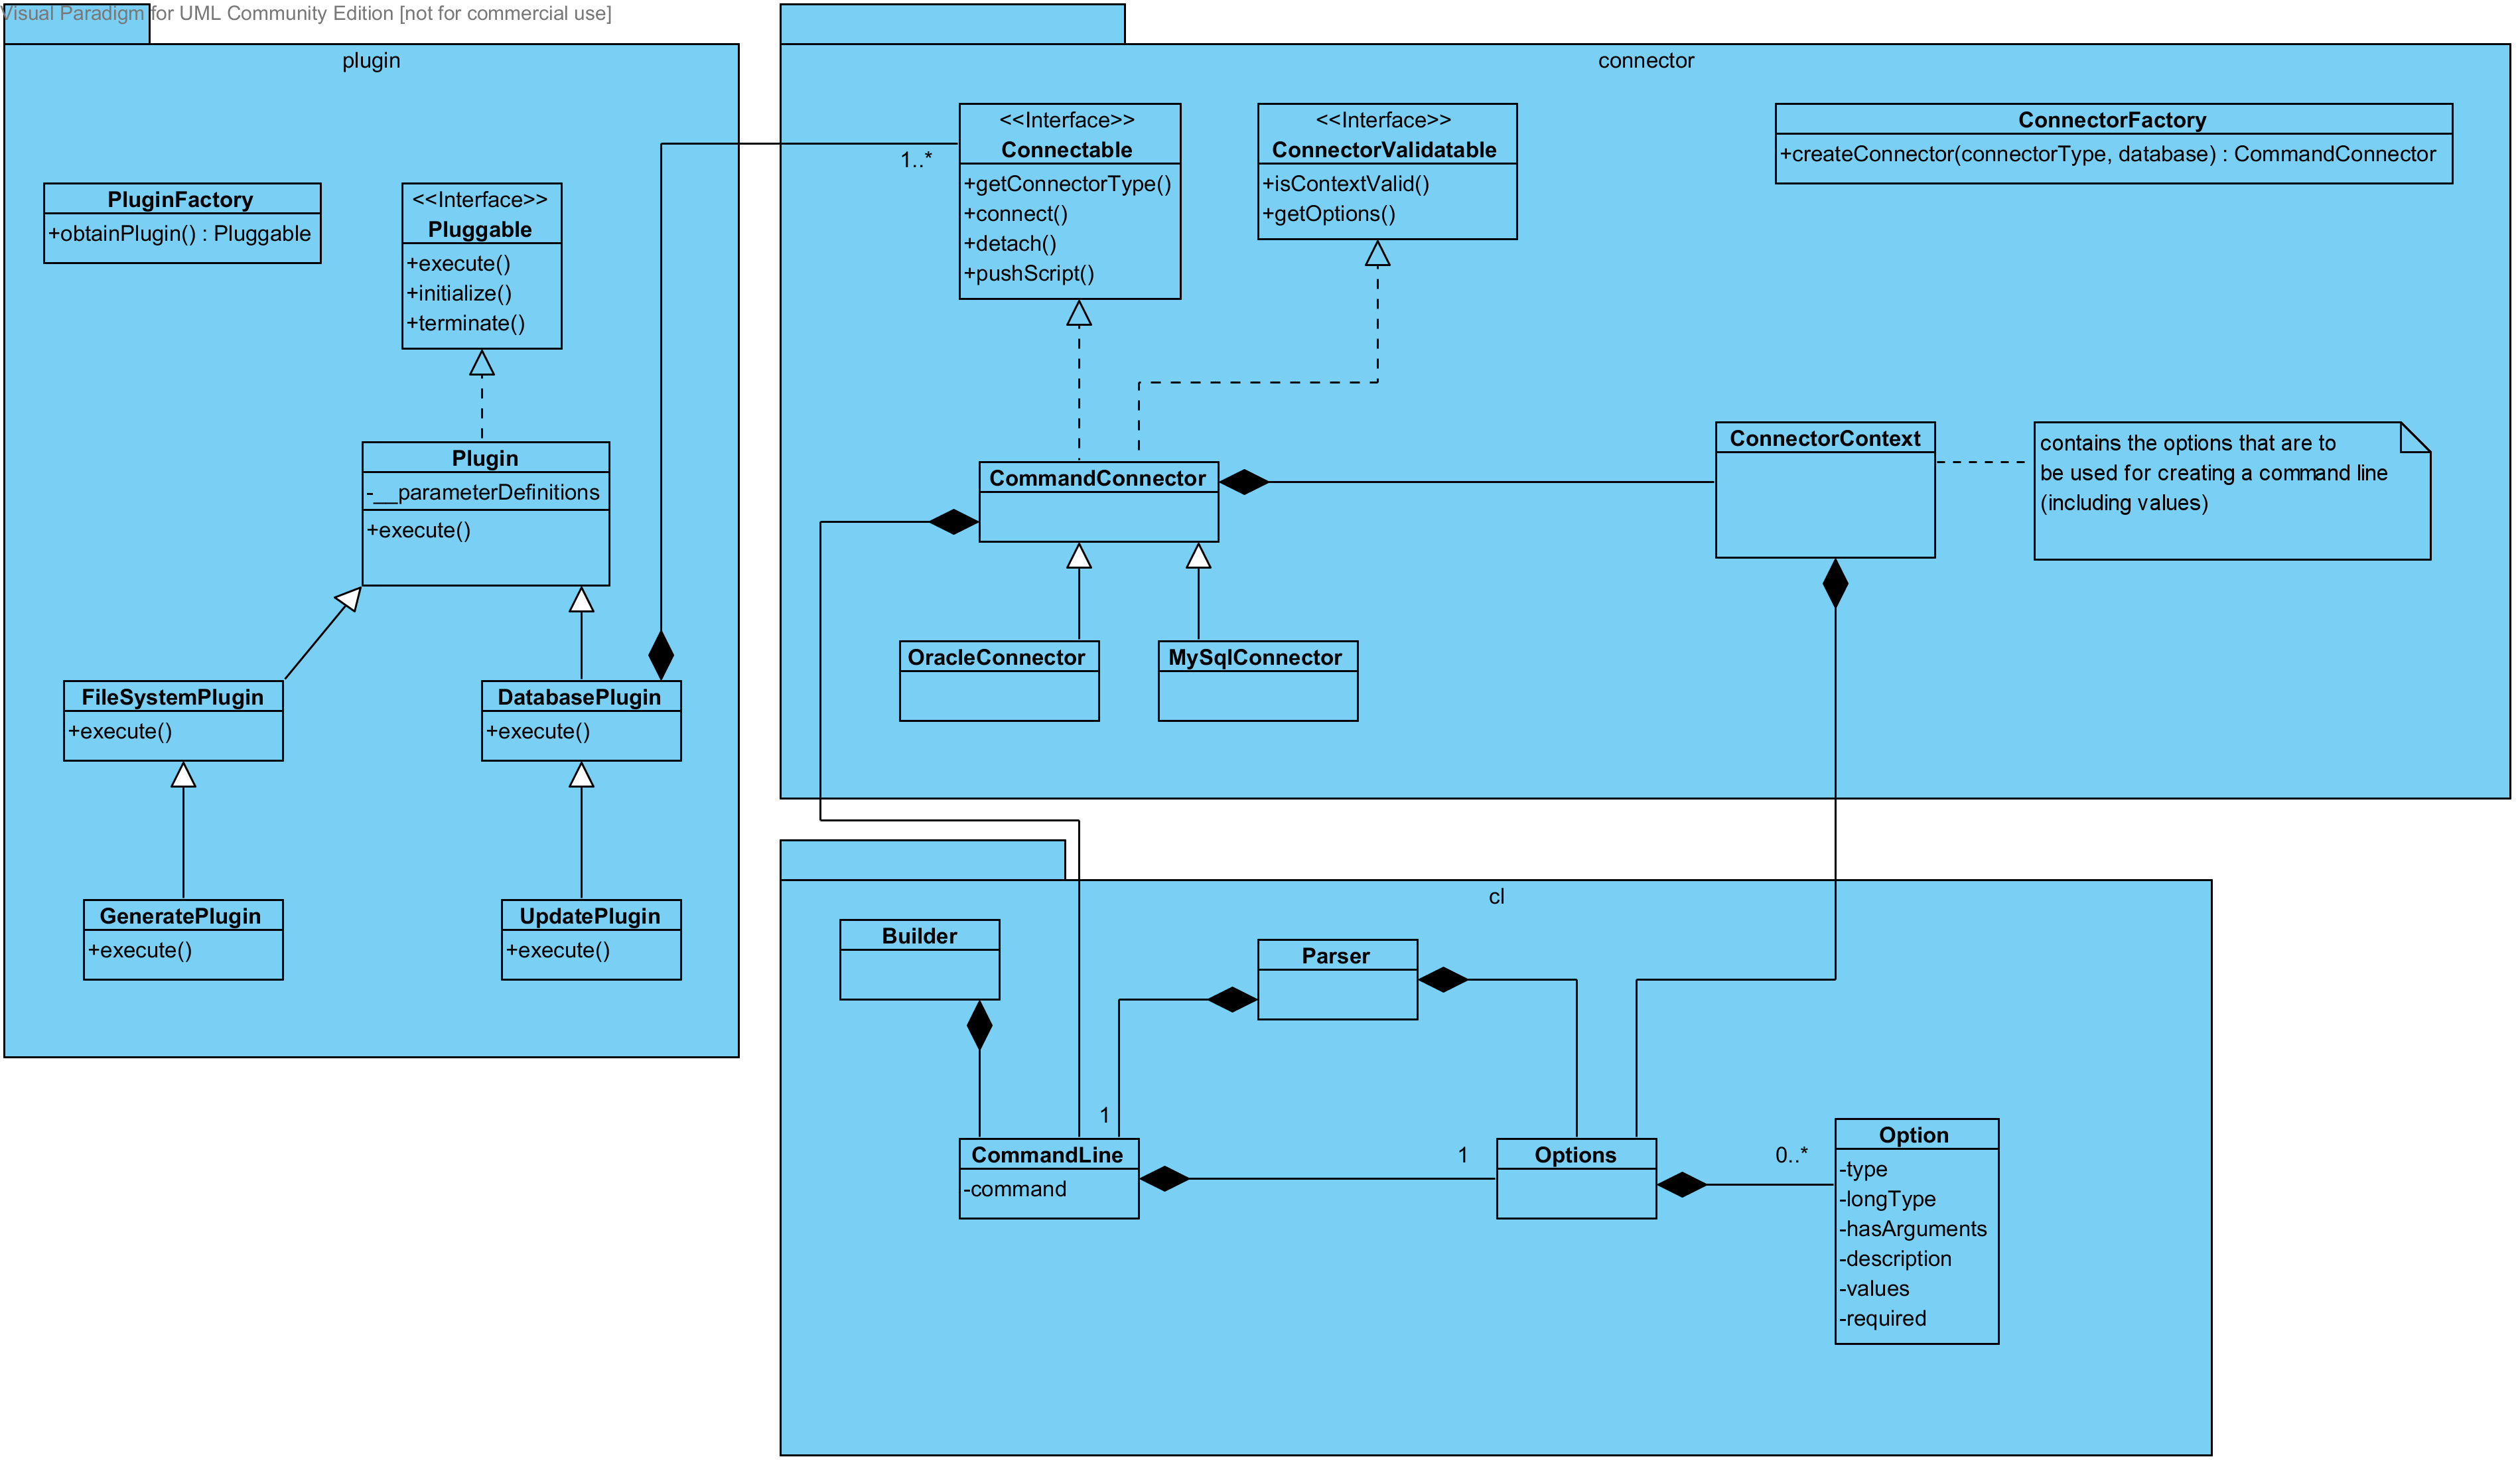 Visual Paradigm for UML Community Edition [not for commercial use]
plugin
PluginFactory
+obtainPlugin() : Pluggable
<<Interface>>
Pluggable
+execute()
+initialize()
+terminate()
Plugin
-__parameterDefinitions
+execute()
FileSystemPlugin
+execute()
DatabasePlugin
+execute()
GeneratePlugin
+execute()
UpdatePlugin
+execute()
connector
1..*
<<Interface>>
Connectable
+getConnectorType()
+connect()
+detach()
+pushScript()
<<Interface>>
ConnectorValidatable
+isContextValid()
+getOptions()
ConnectorFactory
+createConnector(connectorType, database) : CommandConnector
CommandConnector
ConnectorContext
contains the options that are to
be used for creating a command line
(including values)
OracleConnector
MySqlConnector
cl
Builder
Parser
1
CommandLine
-command
1
Options
0..*
Option
-type
-longType
-hasArguments
-description
-values
-required